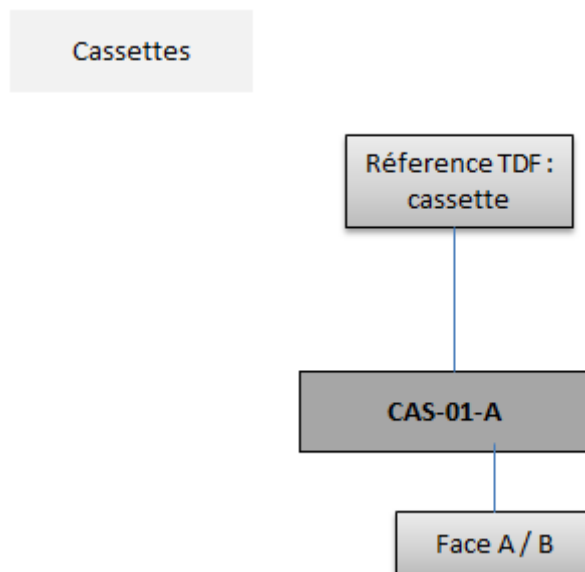 Cassettes
Réference TDF :
cassette
CAS-01-A
Face A / B